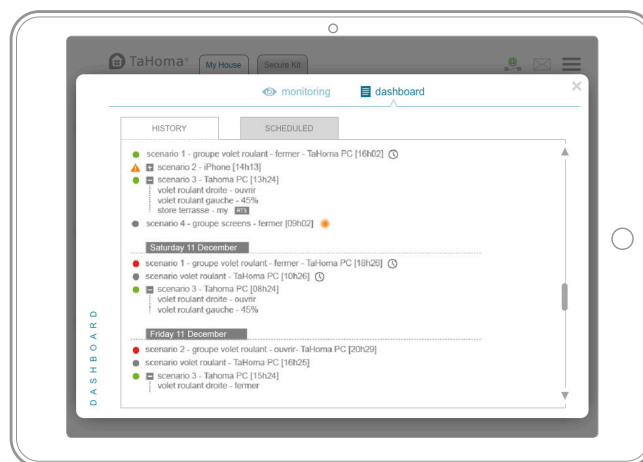 TaHoma®
My House
Secure Kit
monitoring
dashboard
HISTORY
SCHEDULED
scenario 1 - groupe volet roulant - fermer - TaHoma PC [16h02]
scenario 2 - iPhone [14h13]
scenario 3 - Tahoma PC [13h24]
volet roulant droite - ouvrir
volet roulant gauche - 45%
store terrasse - my RTS
scenario 4 - groupe screens - fermer [09h02]
Saturday 11 December
scenario 1 - groupe volet roulant - fermer - TaHoma PC [18h26]
scenario volet roulant - TaHoma PC [10h26]
scenario 3 - Tahoma PC [08h24]
volet roulant droite - ouvrir
volet roulant gauche - 45%
Friday 11 December
scenario 2 - groupe volet roulant - ouvrir- TaHoma PC [20h29]
scenario volet roulant - TaHoma PC [16h25]
scenario 3 - Tahoma PC [15h24]
volet roulant droite - fermer
DASHBOARD